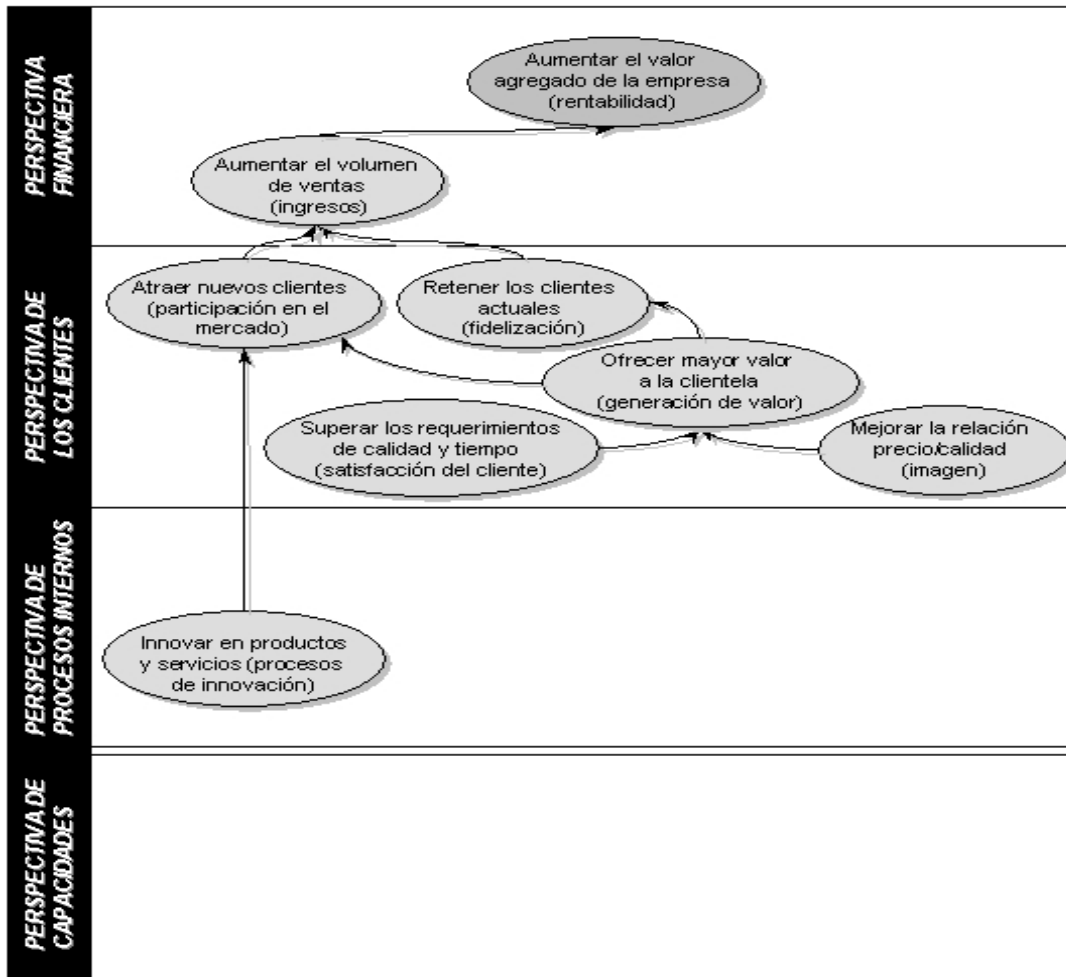 PERSPECTIVA
FINANCIERA
Aumentar el valor
agregado de la empresa
(rentabilidad)
Aumentar el volumen
de ventas
(ingresos)
PERSPECTIVA DE
LOS CLIENTES
Atraer nuevos clientes
(participación en el
mercado)
Retener los clientes
actuales
(fidelización)
Ofrecer mayor valor
a la clientela
(generación de valor)
Superar los requerimientos
de calidad y tiempo
(satisfacción del cliente)
Mejorar la relación
precio/calidad
(imagen)
PERSPECTIVA DE
PROCESOS INTERNOS
Innovar en productos
y servicios (procesos
de innovación)
PERSPECTIVA DE
CAPACIDADES